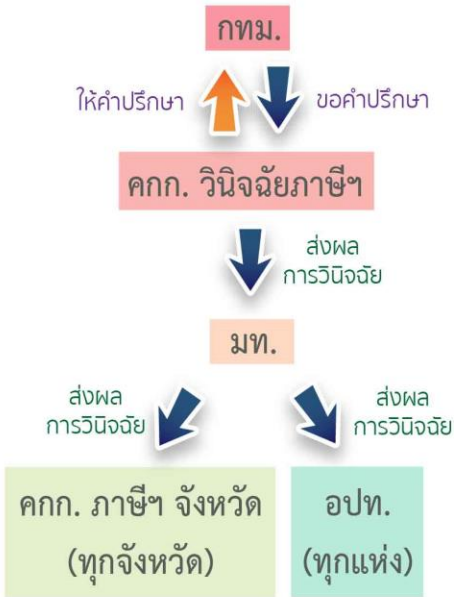 กทม.
ให้คำปรึกษา
ขอคำปรึกษา
คกก. วินิจฉัยภาษีฯ
ส่งผล
การวินิจฉัย
มท.
ส่งผล
การวินิจฉัย
ส่งผล
การวินิจฉัย
คกก. ภาษีฯ จังหวัด
(ทุกจังหวัด)
อปท.
(ทุกแห่ง)